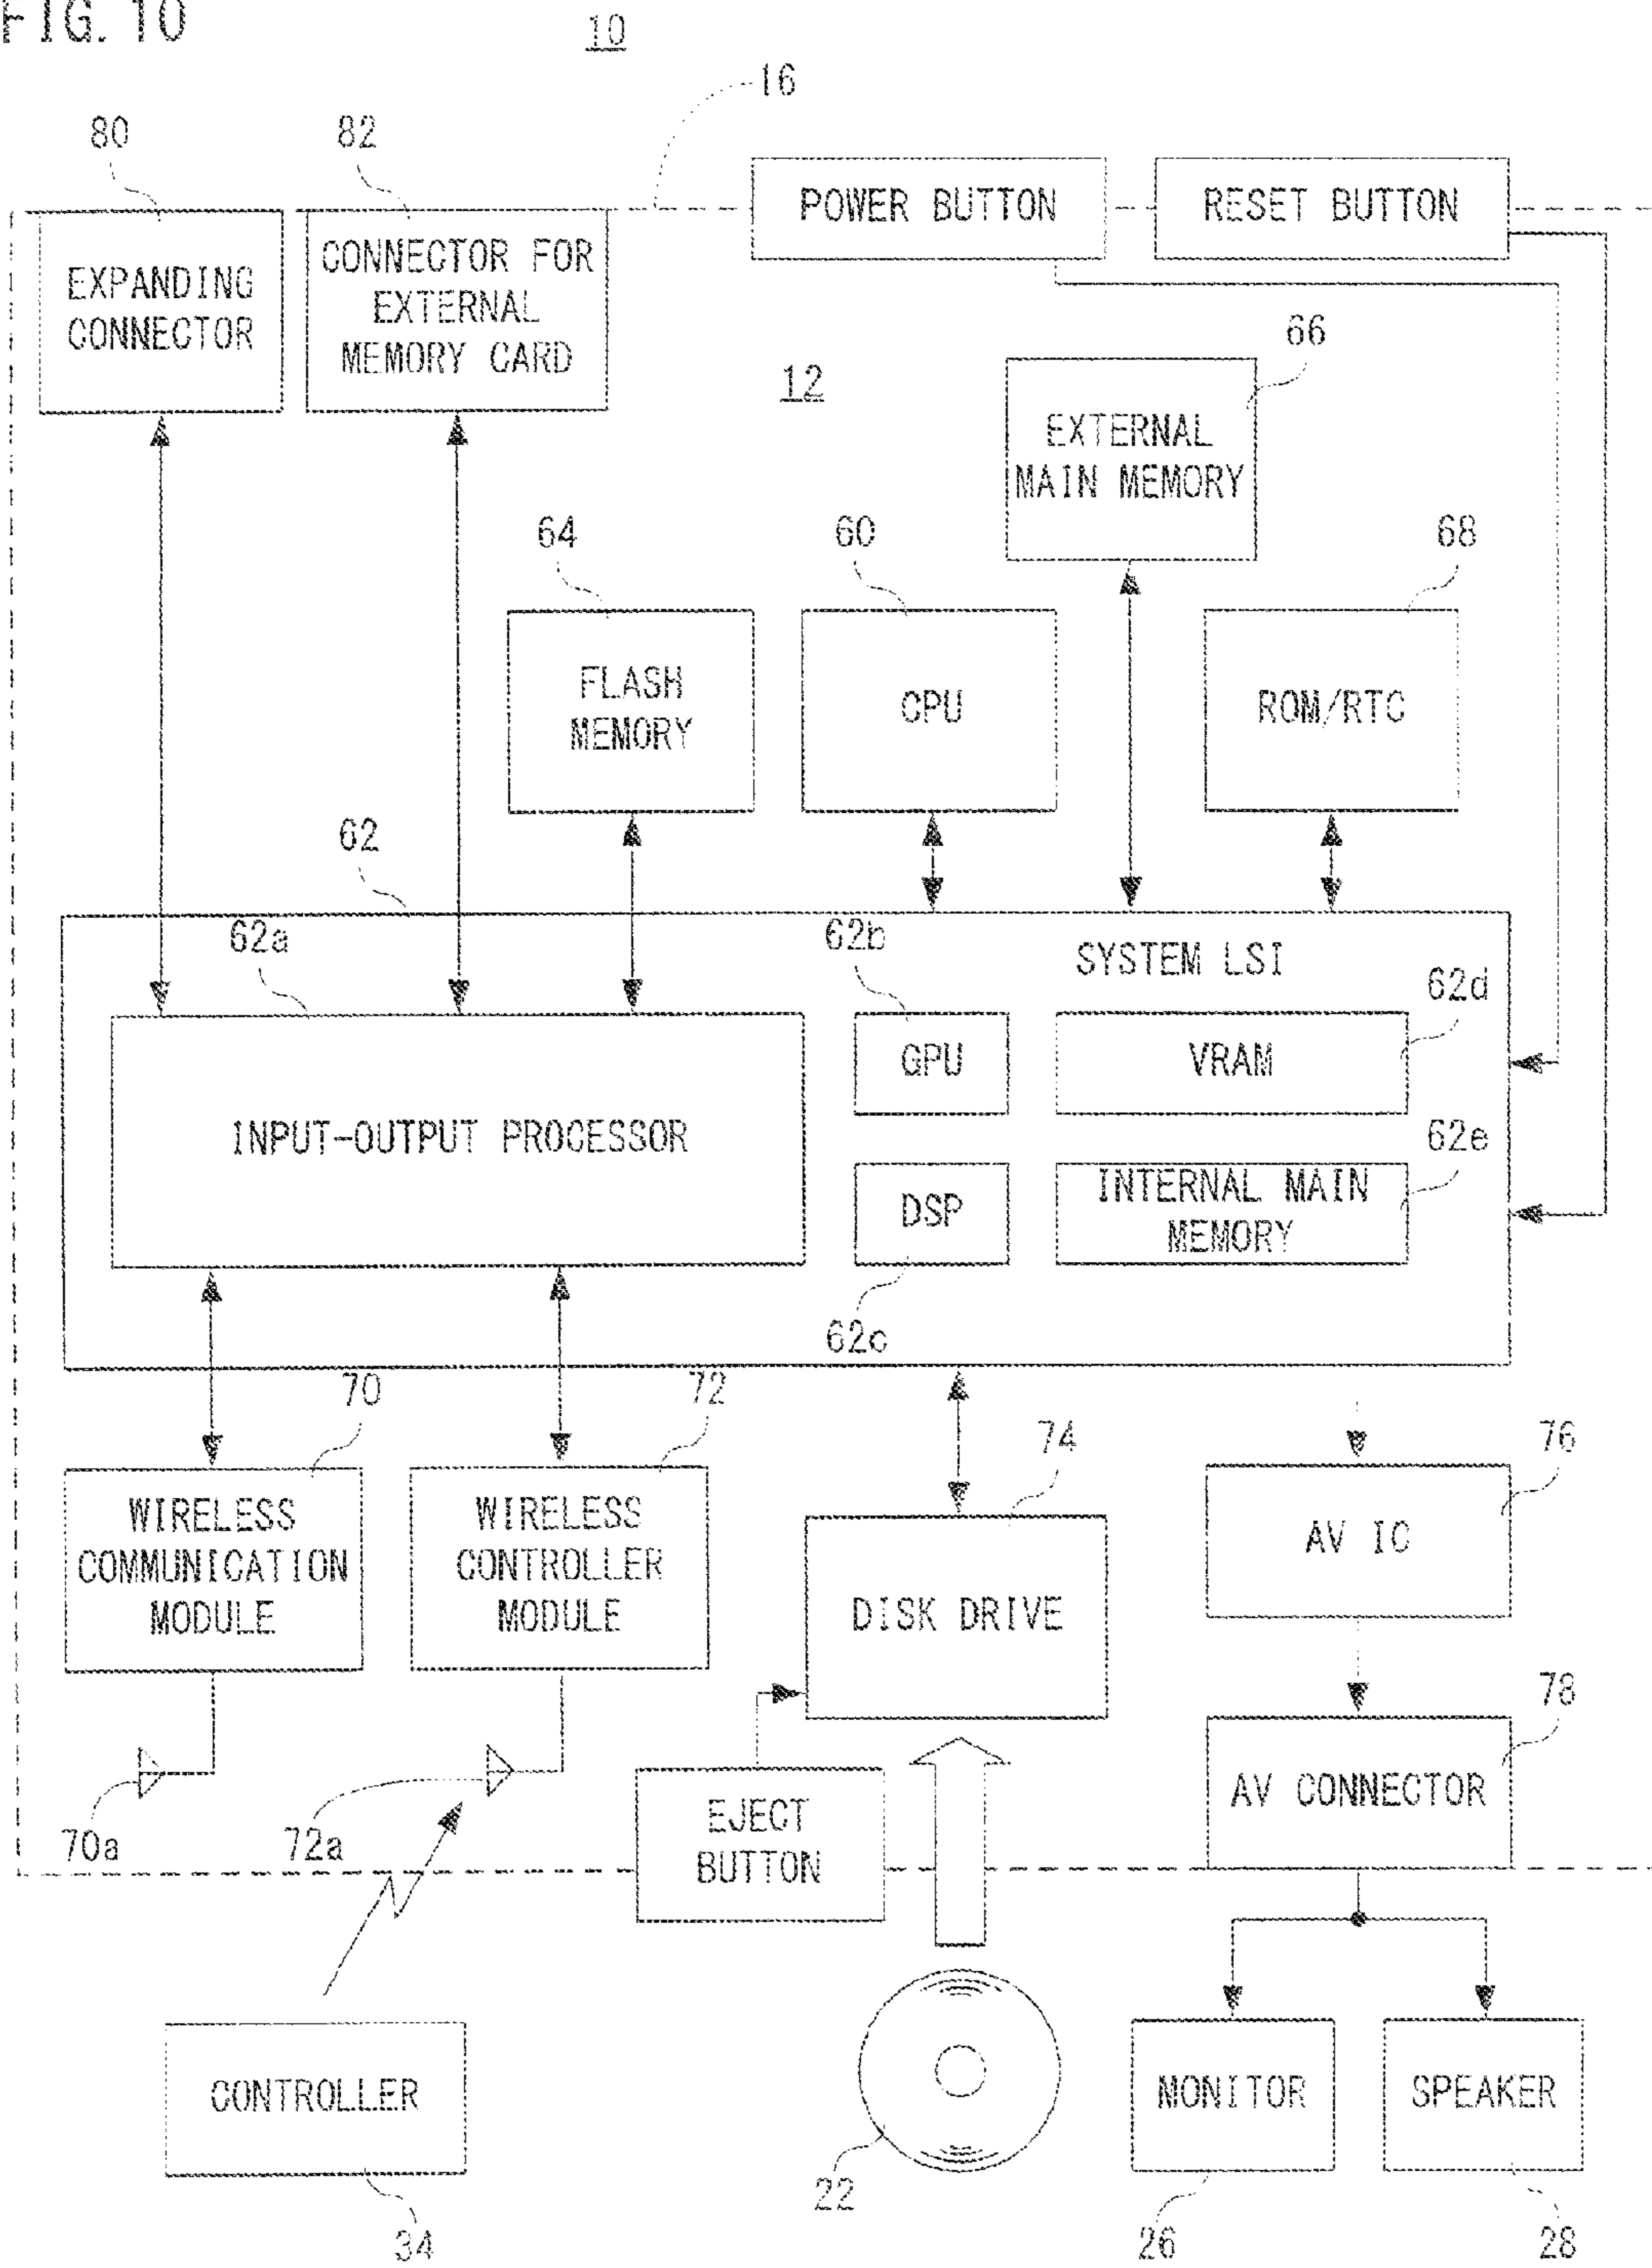 FIG. 10
10
16
80
82
POWER BUTTON
RESET BUTTON
EXPANDING
CONNECTOR
CONNECTOR FOR
EXTERNAL
MEMORY CARD
12
66
EXTERNAL
MAIN MEMORY
64
60
68
FLASH
MEMORY
CPU
ROM/RTC
62
62a
62b
SYSTEM LSI
62d
GPU
VRAM
INPUT-OUTPUT PROCESSOR
62e
DSP
INTERNAL MAIN
MEMORY
62c
70
72
74
76
WIRELESS
COMMUNICATION
MODULE
WIRELESS
CONTROLLER
MODULE
DISK DRIVE
AV IC
78
AV CONNECTOR
70a
72a
EJECT
BUTTON
CONTROLLER
MONITOR
SPEAKER
22
34
26
28